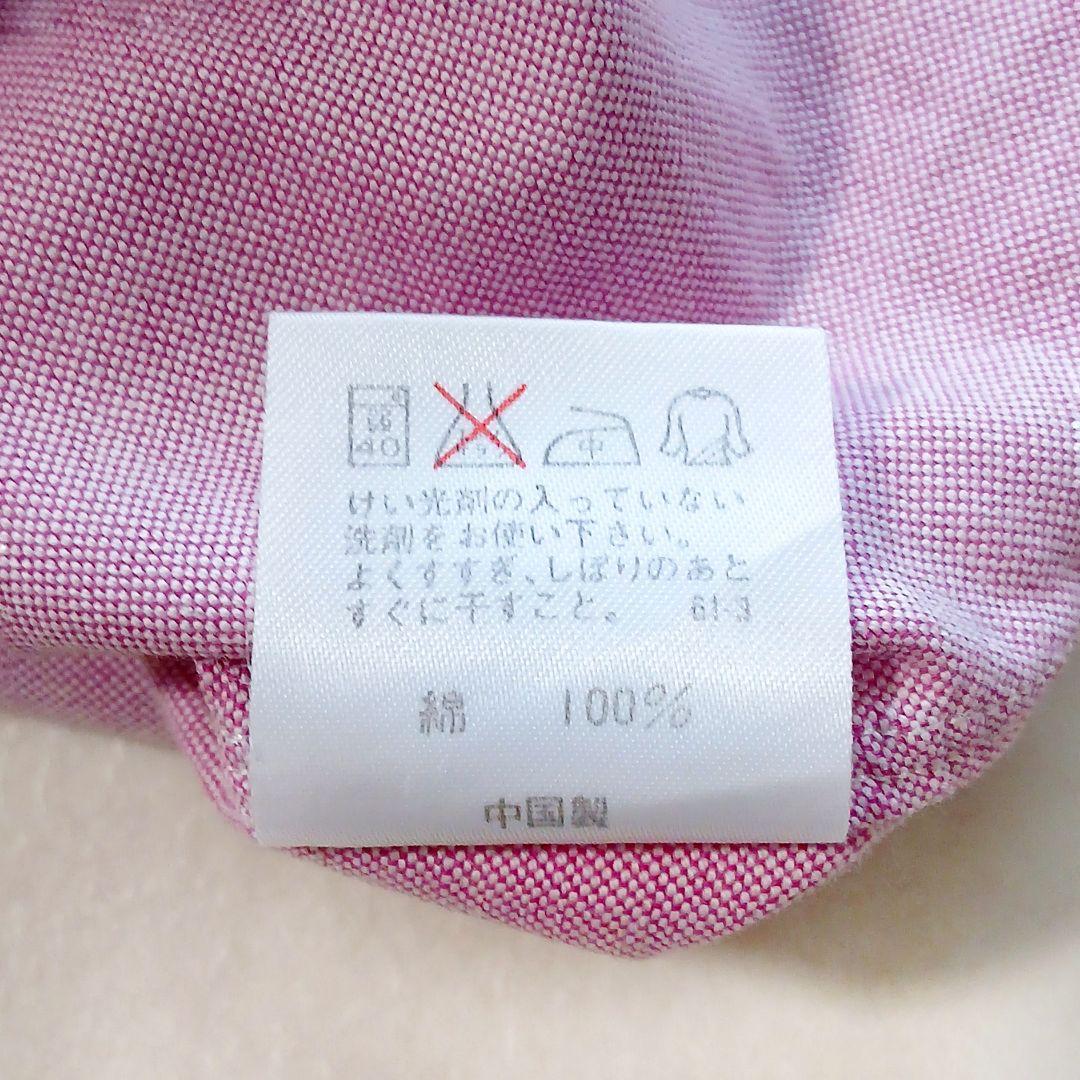 40
中
けい光剤の入っていない
洗剤をお使い下さい。
よくすすぎ、しぼりのあと
すぐに干すこと。 61-3
綿 100%
中国製